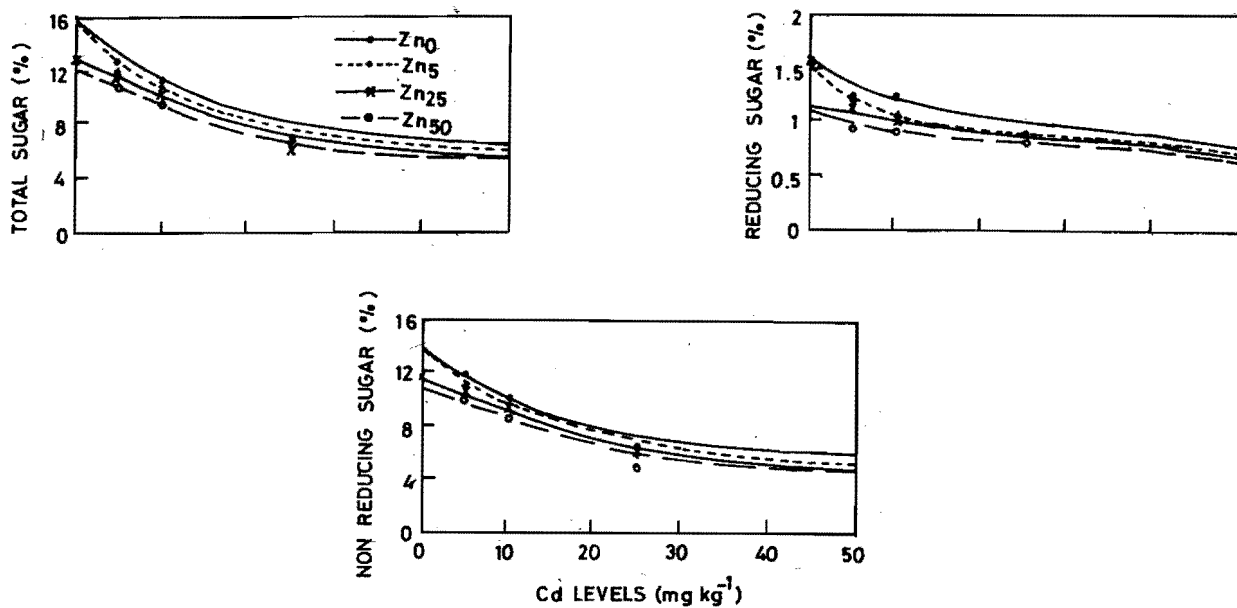 TOTAL SUGAR (%)
16
12
8
4
0
Zn0
Zn5
Zn25
Zn50
REDUCING SUGAR (%)
2
1.5
1
0.5
0
NON REDUCING SUGAR (%)
16
12
8
4
0
0 10 20 30 40 50
Cd LEVELS (mg kg-1)